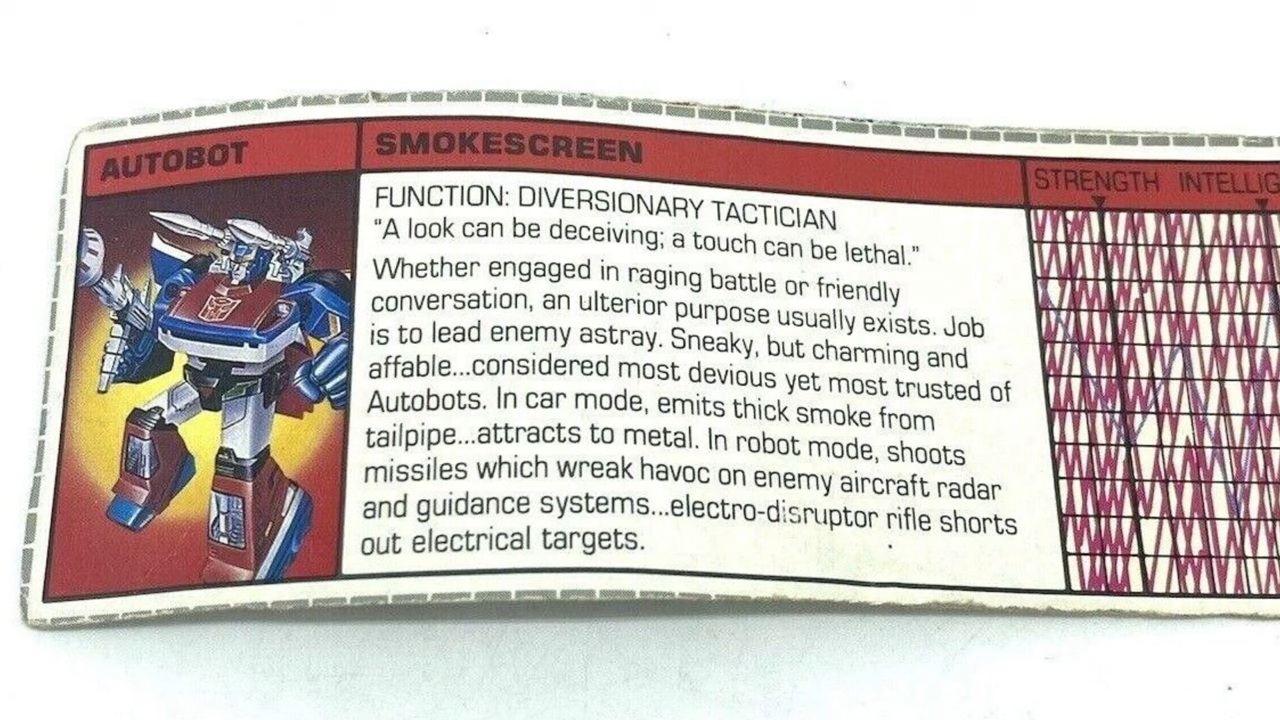 AUTOBOT
SMOKESCREEN
FUNCTION: DIVERSIONARY TACTICIAN
“A look can be deceiving; a touch can be lethal.”
Whether engaged in raging battle or friendly
conversation, an ulterior purpose usually exists. Job
is to lead enemy astray. Sneaky, but charming and
affable...considered most devious yet most trusted of
Autobots. In car mode, emits thick smoke from
tailpipe...attracts to metal. In robot mode, shoots
missiles which wreak havoc on enemy aircraft radar
and guidance systems...electro-disruptor rifle shorts
out electrical targets.
STRENGTH INTELLIG